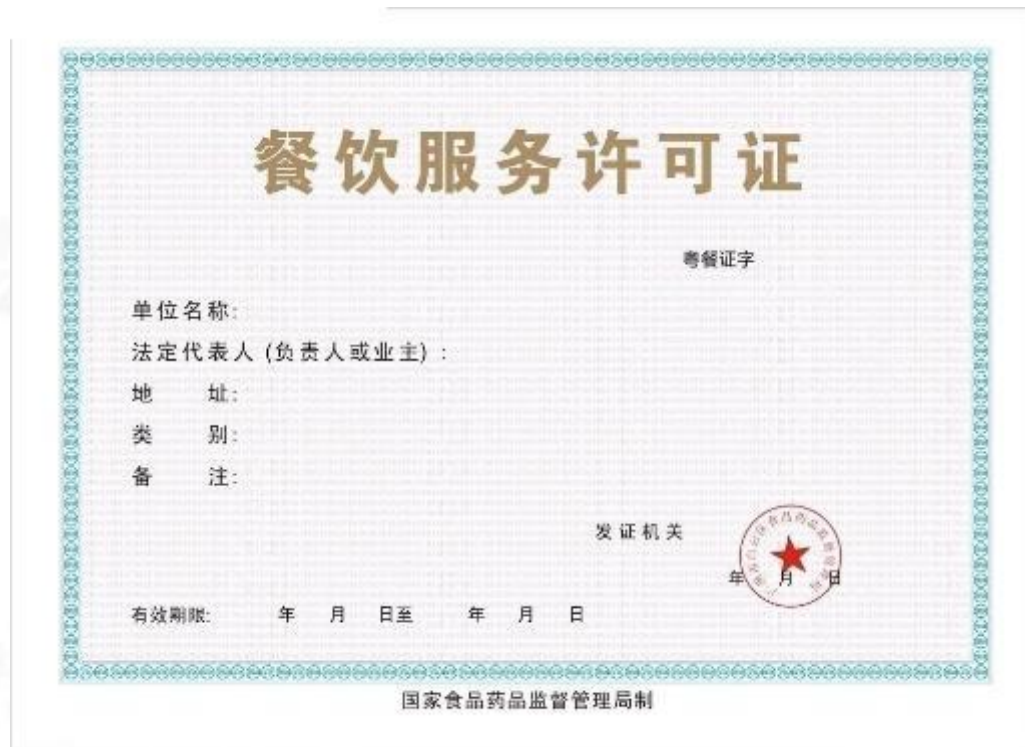 餐饮服务许可证
粤餐证字
单位名称:
法定代表人 (负责人或业主) :
地 址:
类 别:
备 注:
发证机关
年 月 日
有效期限: 年 月 日至 年 月 日
国家食品药品监督管理局制